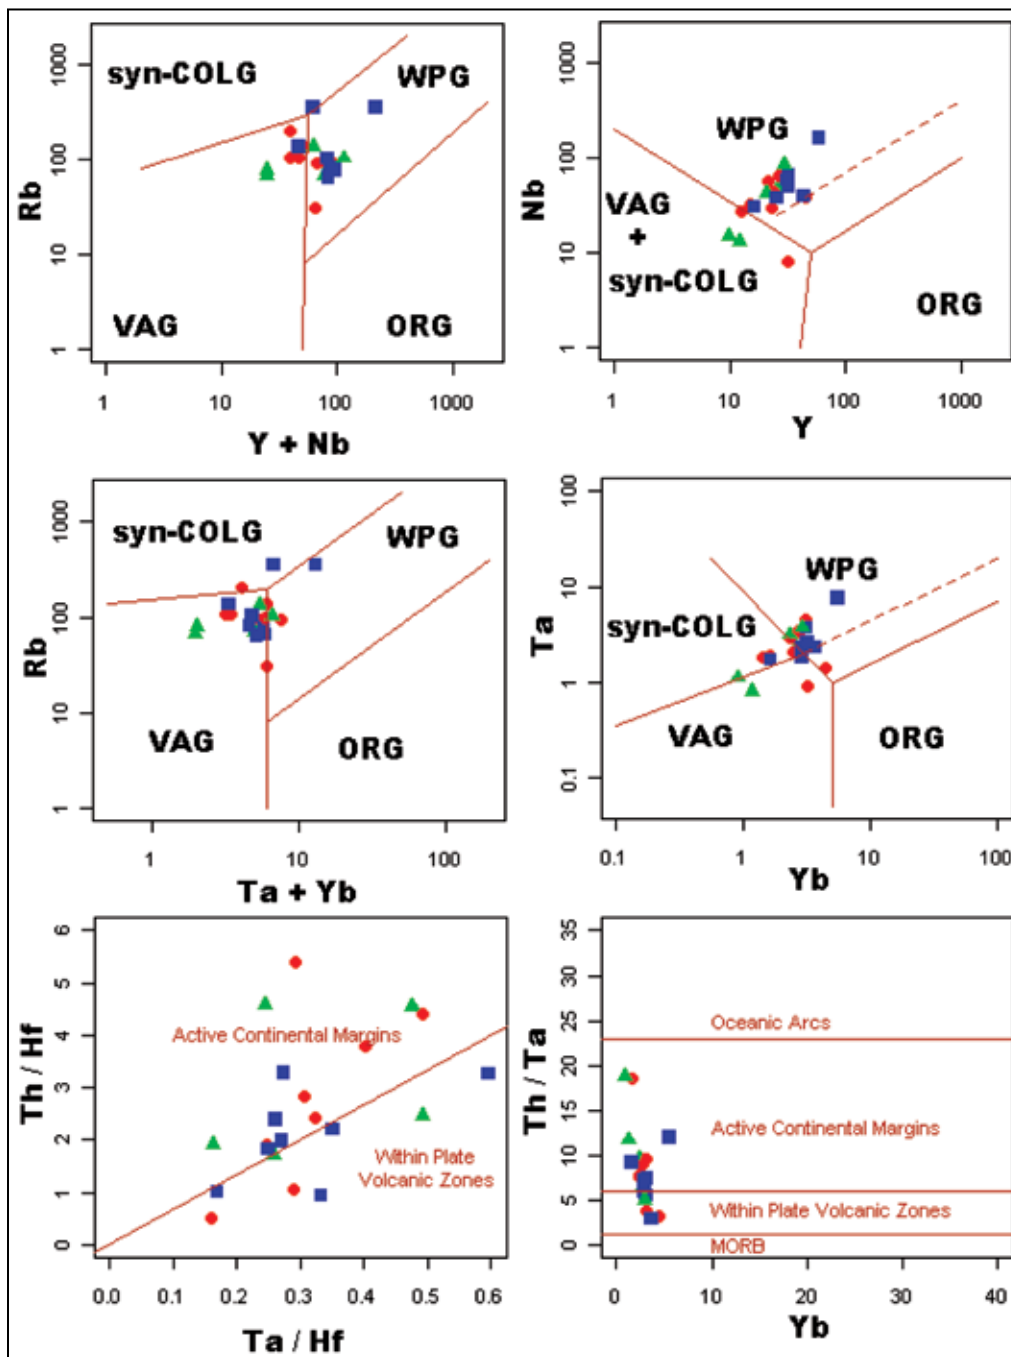 syn-COLG
WPG
VAG
ORG
Rb
1
10
100
1000
1
10
100
1000
Y + Nb
WPG
VAG
+
syn-COLG
ORG
Nb
1
10
100
1000
1
10
100
1000
Y
syn-COLG
WPG
VAG
ORG
Rb
1
10
100
1000
1
10
100
Ta + Yb
WPG
syn-COLG
VAG
ORG
Ta
0.1
1
10
100
0.1
1
10
100
Yb
Active Continental Margins
Within Plate
Volcanic Zones
Th / Hf
0
1
2
3
4
5
6
0.0
0.1
0.2
0.3
0.4
0.5
0.6
Ta / Hf
Oceanic Arcs
Active Continental Margins
Within Plate Volcanic Zones
MORB
Th / Ta
0
5
10
15
20
25
30
35
0
10
20
30
40
Yb